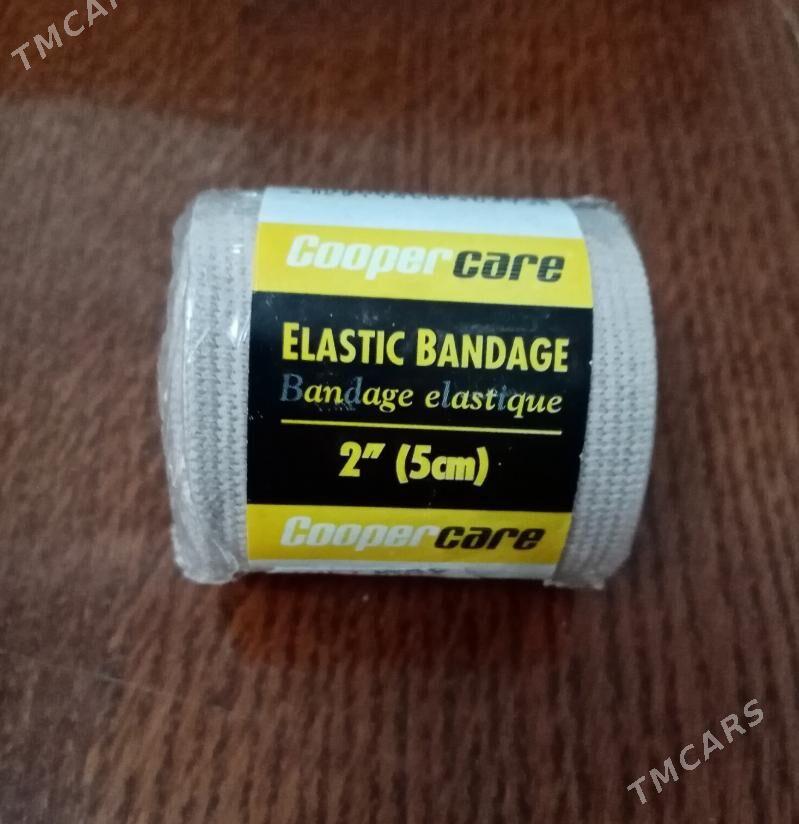 TMCARS
Coopercare
ELASTIC BANDAGE
Bandage elastique
2" (5cm)
Coopercare
TMCARS